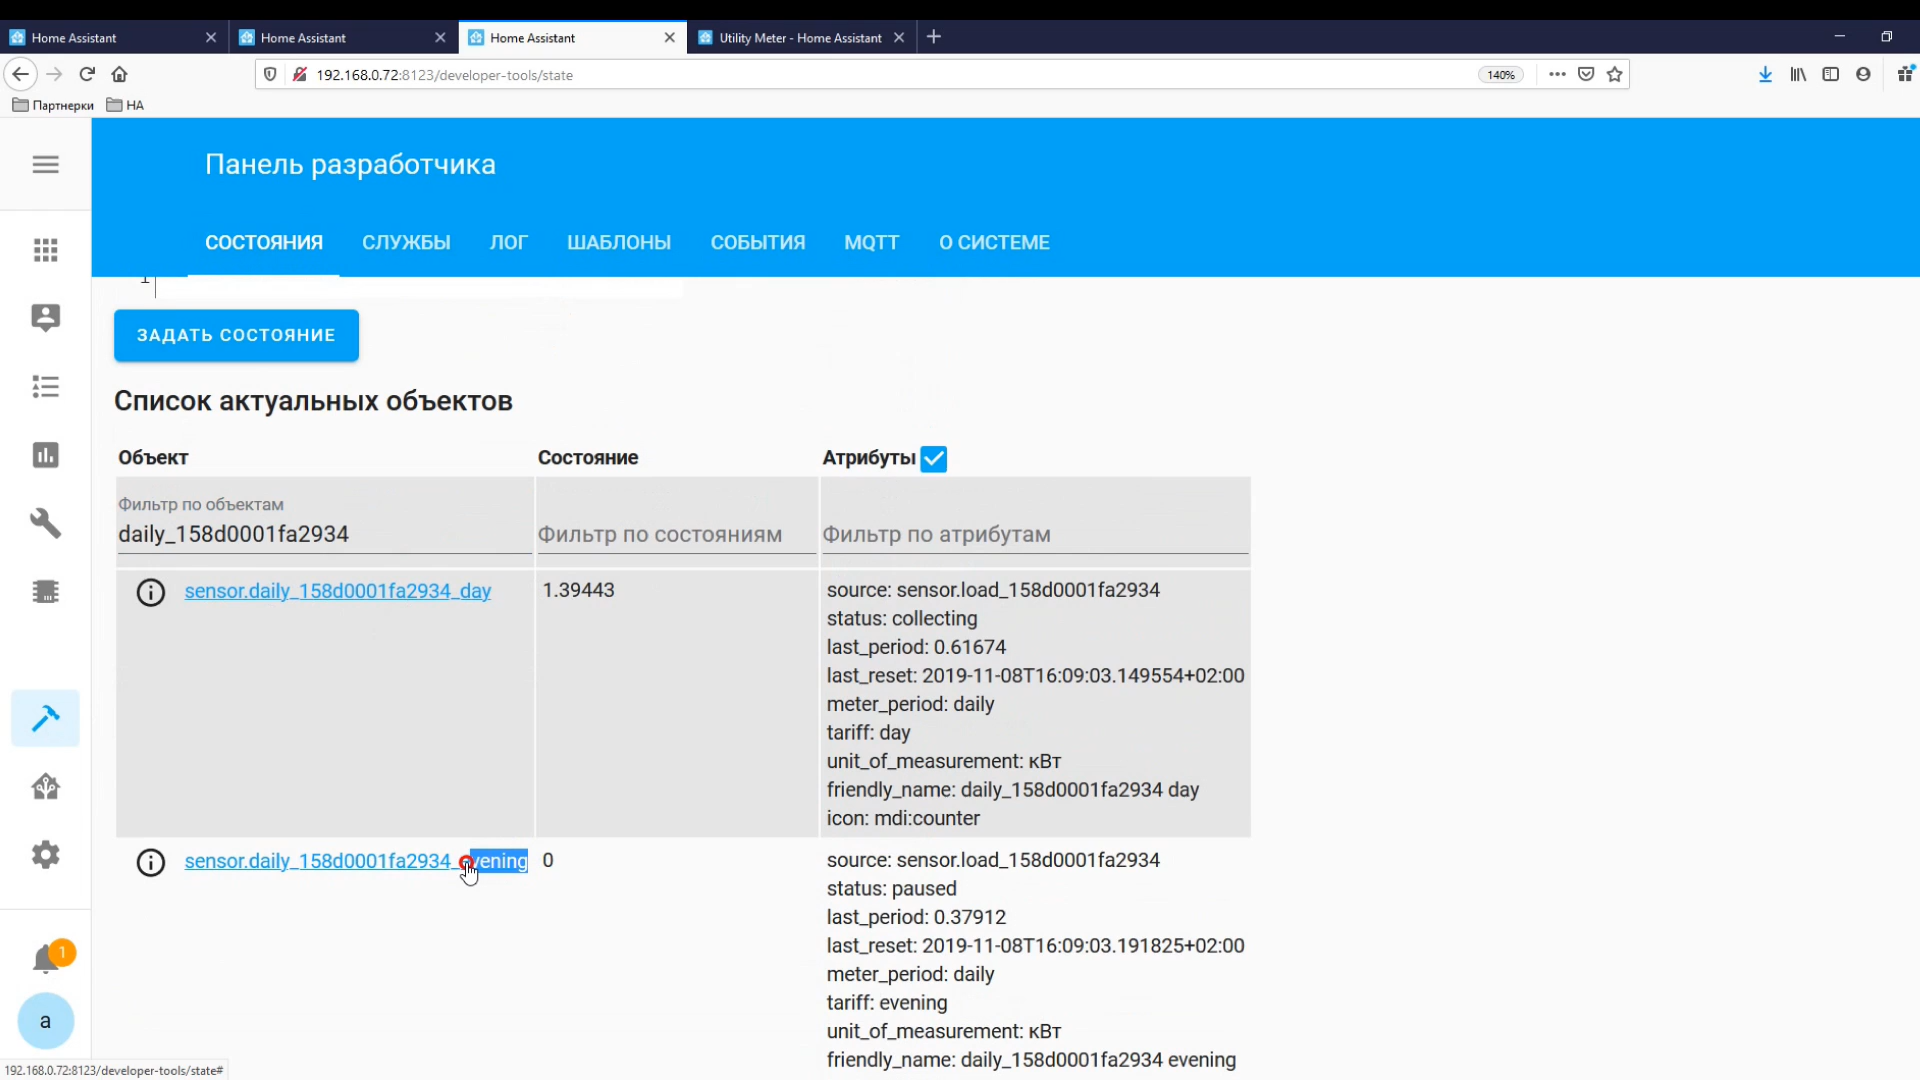 Home Assistant
Home Assistant
Home Assistant
Utility Meter - Home Assistant
192.168.0.72:8123/developer-tools/state
140%
Партнерки
НА
Панель разработчика
СОСТОЯНИЯ
СЛУЖБЫ
ЛОГ
ШАБЛОНЫ
СОБЫТИЯ
MQTT
О СИСТЕМЕ
1
ЗАДАТЬ СОСТОЯНИЕ
Список актуальных объектов
Объект
Состояние
Атрибуты
Фильтр по объектам
daily_158d0001fa2934
Фильтр по состояниям
Фильтр по атрибутам
sensor.daily_158d0001fa2934_day
1.39443
source: sensor.load_158d0001fa2934
status: collecting
last_period: 0.61674
last_reset: 2019-11-08T16:09:03.149554+02:00
meter_period: daily
tariff: day
unit_of_measurement: кВт
friendly_name: daily_158d0001fa2934 day
icon: mdi:counter
sensor.daily_158d0001fa2934_evening
0
source: sensor.load_158d0001fa2934
status: paused
last_period: 0.37912
last_reset: 2019-11-08T16:09:03.191825+02:00
meter_period: daily
tariff: evening
unit_of_measurement: кВт
friendly_name: daily_158d0001fa2934 evening
1
a
192.168.0.72:8123/developer-tools/state#